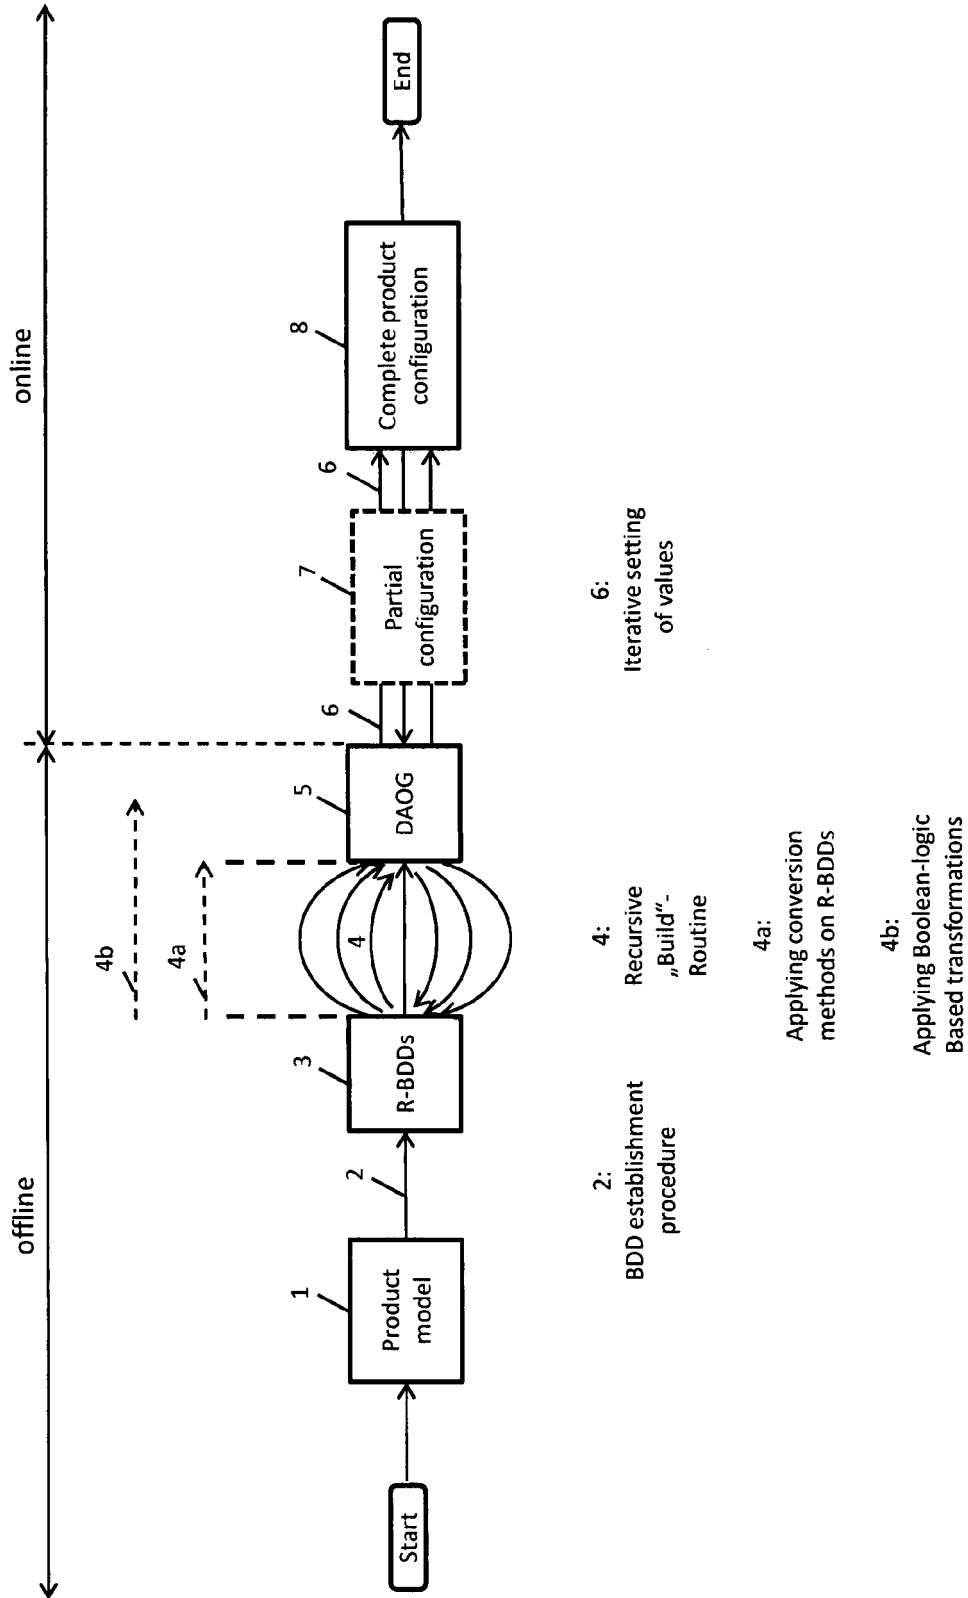 offline
online
4b
4a
Start
1
Product
model
2
3
R-BDDs
4
5
DAOG
6
7
Partial
configuration
6
8
Complete product
configuration
End
2:
BDD establishment
procedure
4:
Recursive
„Build“-
Routine
4a:
Applying conversion
methods on R-BDDs
4b:
Applying Boolean-logic
Based transformations
6:
Iterative setting
of values